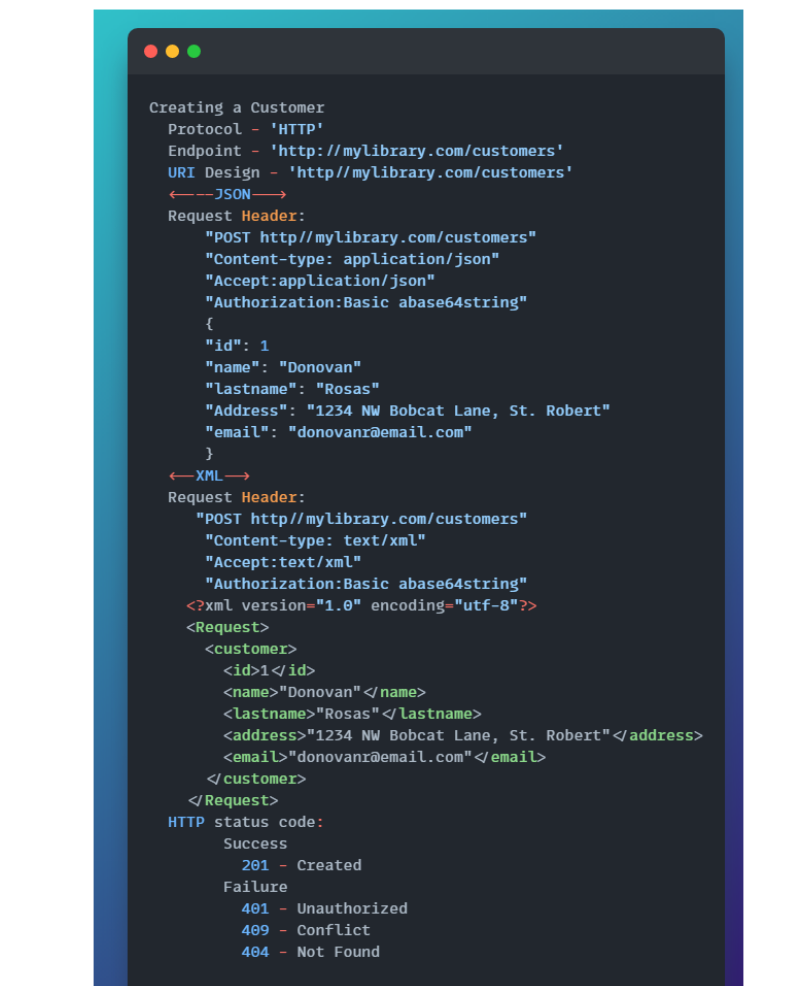 Creating a Customer
Protocol - 'HTTP'
Endpoint - 'http://mylibrary.com/customers'
URI Design - 'http//mylibrary.com/customers'
<----JSON--->
Request Header:
"POST http//mylibrary.com/customers"
"Content-type: application/json"
"Accept:application/json"
"Authorization:Basic abase64string"
{
"id": 1
"name": "Donovan"
"lastname": "Rosas"
"Address": "1234 NW Bobcat Lane, St. Robert"
"email": "donovanr@email.com"
}
<--XML-->
Request Header:
"POST http//mylibrary.com/customers"
"Content-type: text/xml"
"Accept:text/xml"
"Authorization:Basic abase64string"
<?xml version="1.0" encoding="utf-8"?>
<Request>
<customer>
<id>1</id>
<name>"Donovan"</name>
<lastname>"Rosas"</lastname>
<address>"1234 NW Bobcat Lane, St. Robert"</address>
<email>"donovanr@email.com"</email>
</customer>
</Request>
HTTP status code:
Success
201 - Created
Failure
401 - Unauthorized
409 - Conflict
404 - Not Found